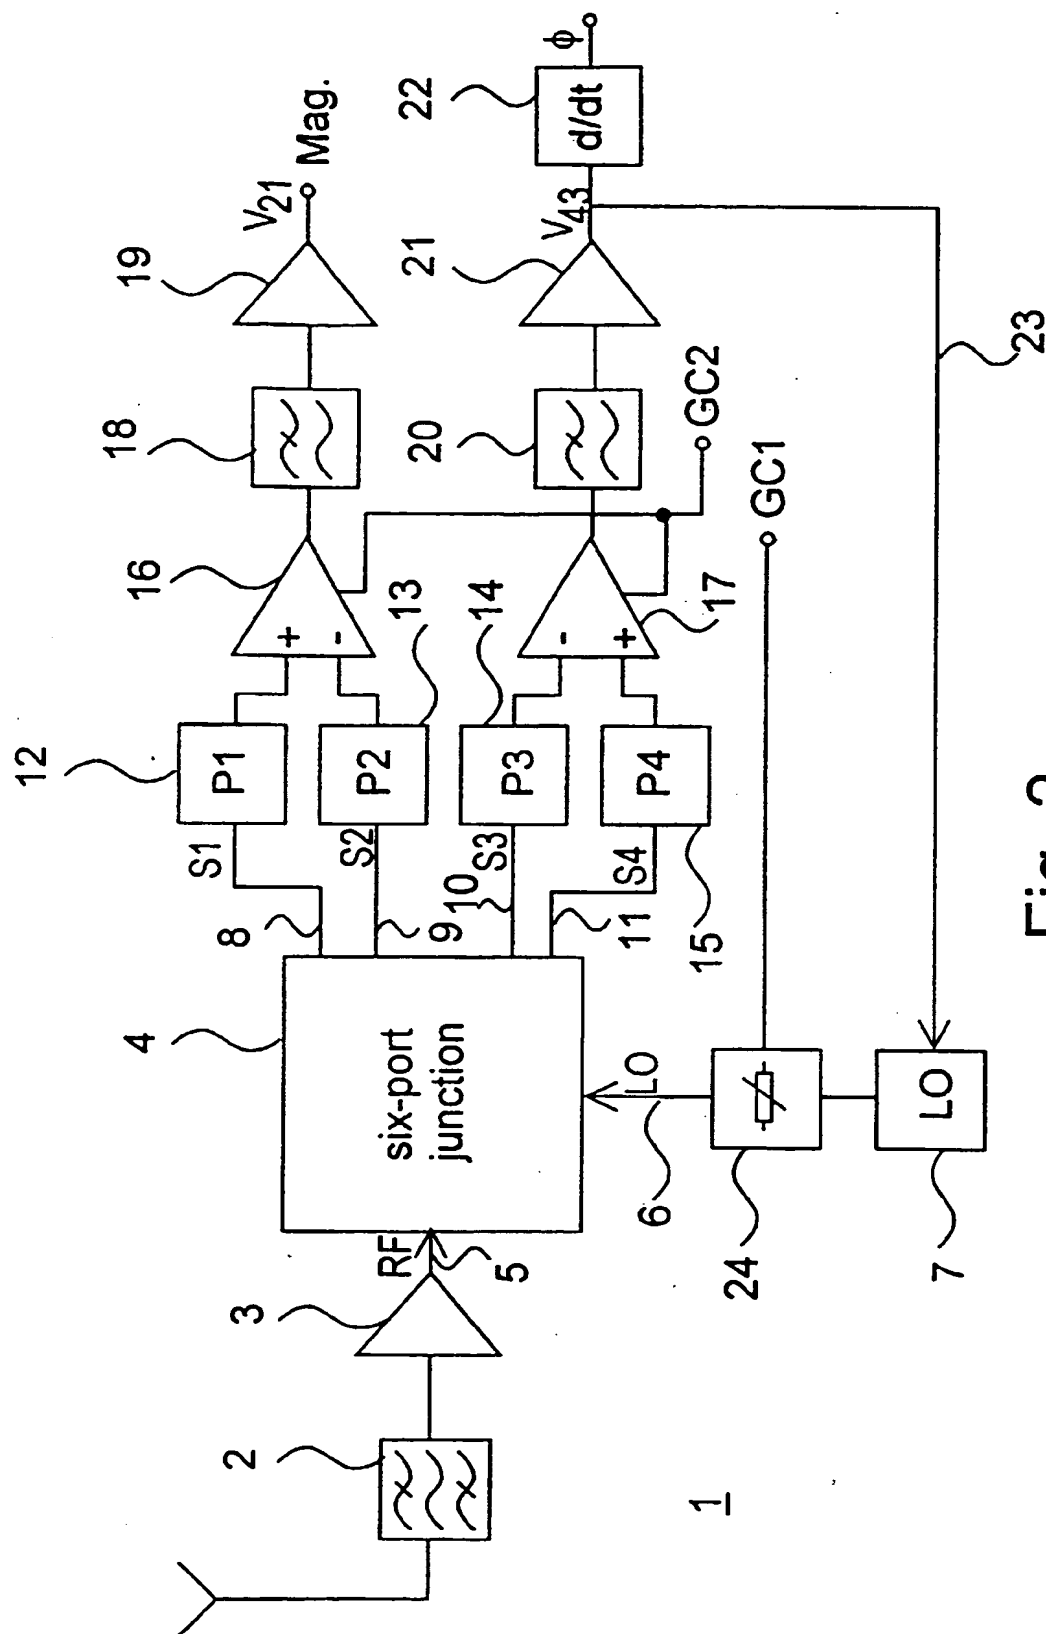 12
P1
S1
8
16
+
-
18
19
V21
Mag.
P2
S2
9
13
14
P3
S3
10
P4
S4
11
15
-
+
17
20
21
V43
22
d/dt
ϕ
GC2
GC1
23
4
six-port
junction
RF
5
3
2
LO
6
24
LO
7
1